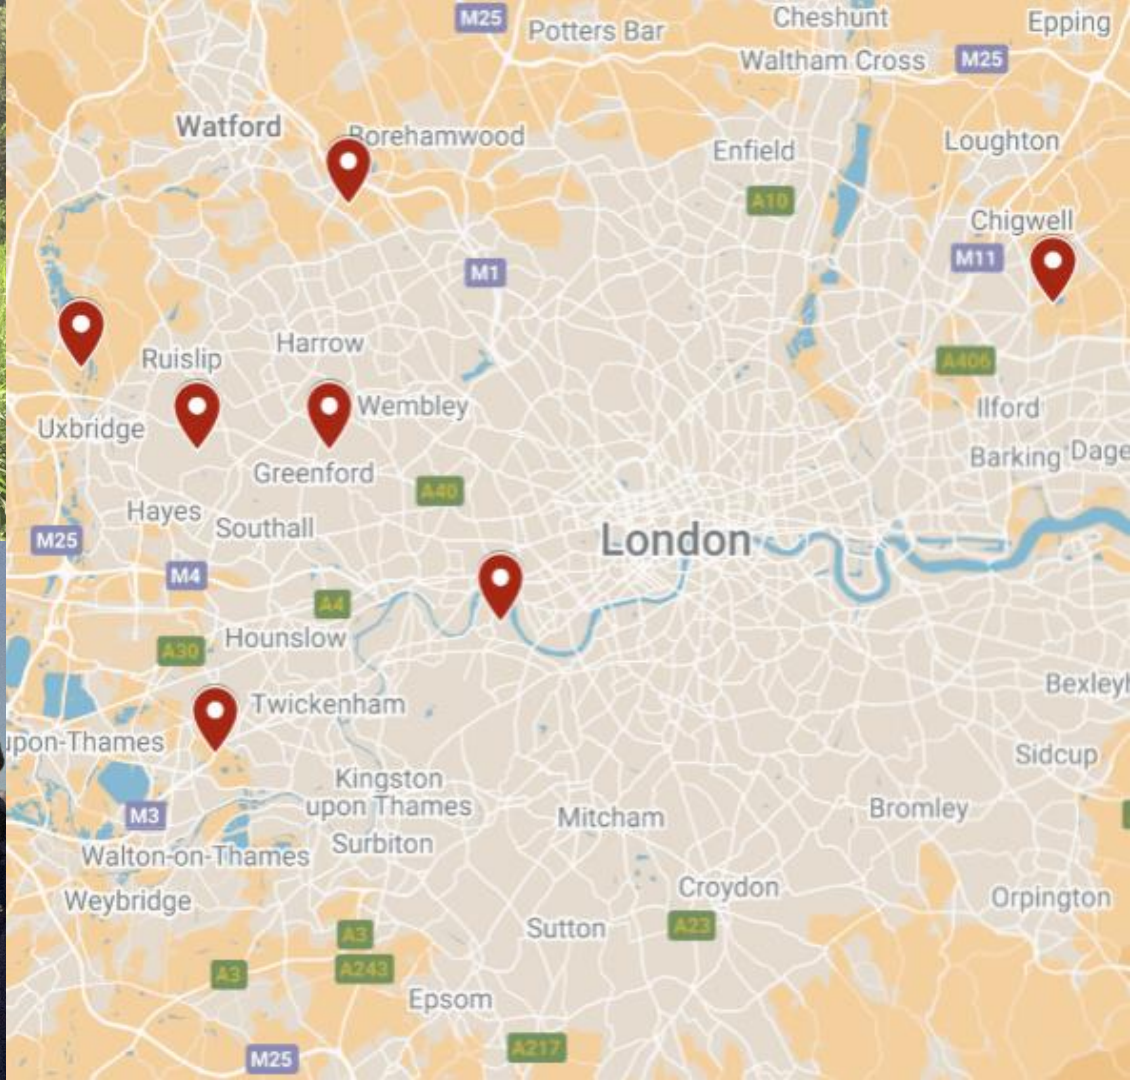 M25
Potters Bar
Cheshunt
Epping
Waltham Cross
M25
Watford
Borehamwood
Enfield
Loughton
A10
Chigwell
M11
M1
Harrow
Ruislip
A406
Wembley
Ilford
Uxbridge
Barking
Dage
Greenford
A40
Hayes
Southall
M25
London
M4
A4
Hounslow
A30
Twickenham
Bexleyh
upon-Thames
Sidcup
Kingston
upon Thames
M3
Mitcham
Bromley
Surbiton
Walton-on-Thames
Weybridge
Croydon
Orpington
A3
Sutton
A23
A3
A243
Epsom
A217
M25